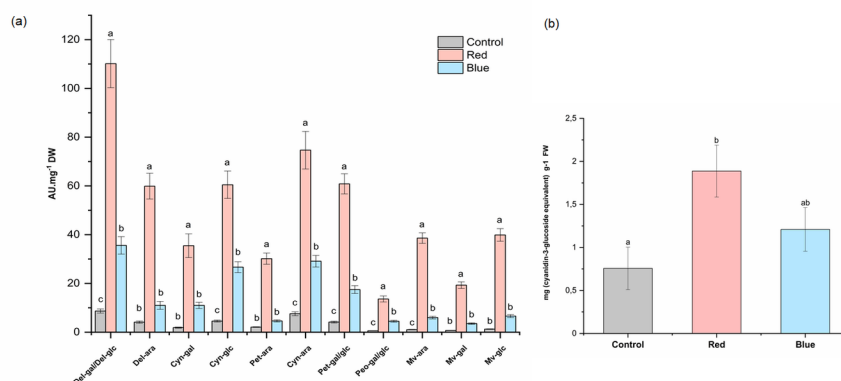 (a)
120
100
80
60
40
20
0
AU.mg⁻¹ DW
Control
Red
Blue
c a b
b a b
b a b
c a b
b a b
c a b
c a b
c a b
c a b
b a b
c a b
Del-gal/Del-glc
Del-ara
Cyn-gal
Cyn-glc
Pet-ara
Cyn-ara
Pet-gal/glc
Peo-gal/glc
Mv-ara
Mv-gal
Mv-glc
(b)
2,5
2
1,5
1
,5
0
mg (cyanidin-3-glucoside equivalent) g-1 FW
a
b
ab
Control
Red
Blue